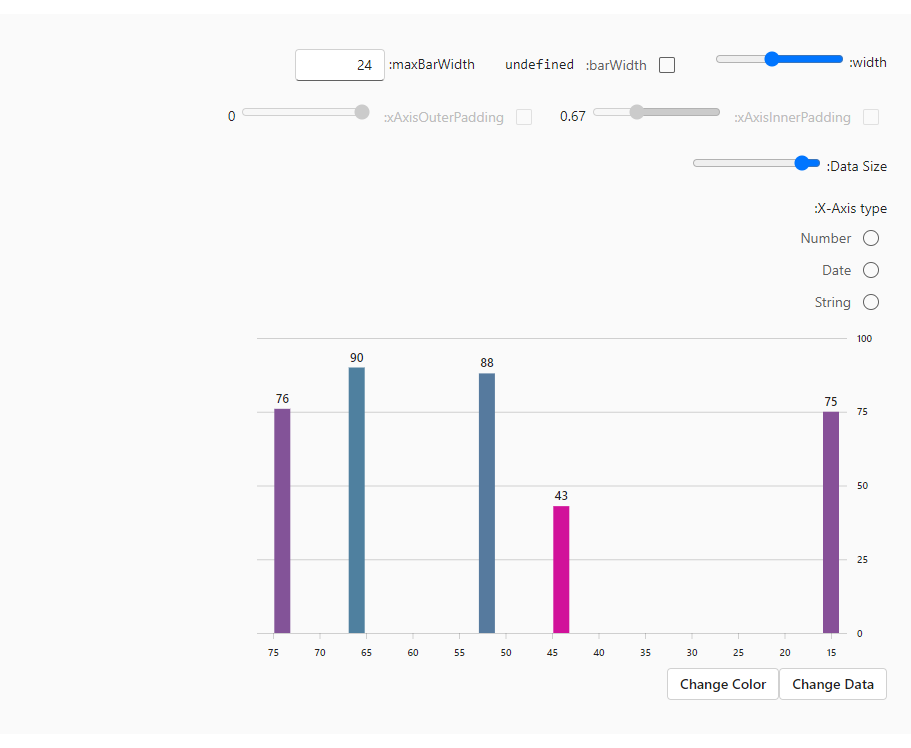 :width
:barWidth undefined :maxBarWidth 24
:xAxisInnerPadding 0.67 :xAxisOuterPadding 0
:Data Size
:X-Axis type
Number
Date
String
100
90
88
76
75 75
43
50
25
0
75 70 65 60 55 50 45 40 35 30 25 20 15
Change Color Change Data